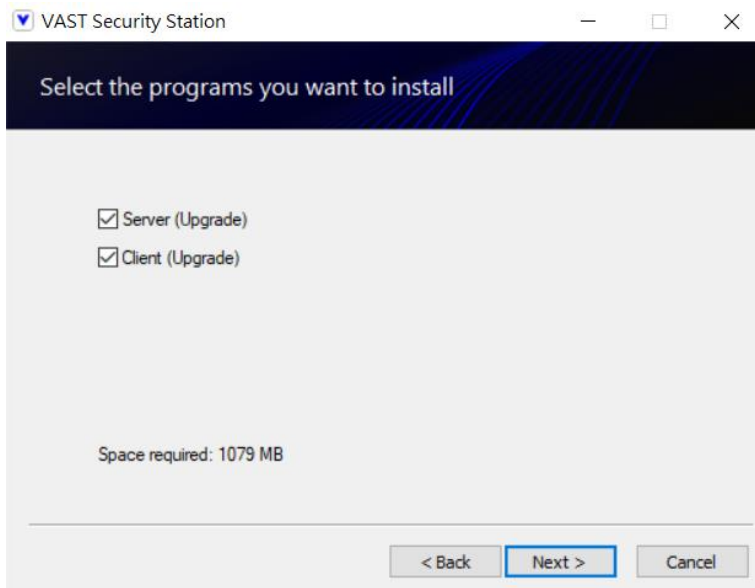 VAST Security Station
Select the programs you want to install
Server (Upgrade)
Client (Upgrade)
Space required: 1079 MB
< Back Next > Cancel